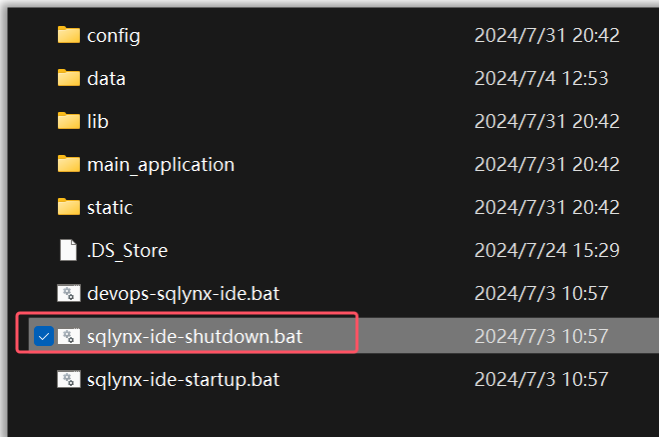 config 2024/7/31 20:42
data 2024/7/4 12:53
lib 2024/7/31 20:42
main_application 2024/7/31 20:42
static 2024/7/31 20:42
.DS_Store 2024/7/24 15:29
devops-sqlynx-ide.bat 2024/7/3 10:57
sqlynx-ide-shutdown.bat 2024/7/3 10:57
sqlynx-ide-startup.bat 2024/7/3 10:57